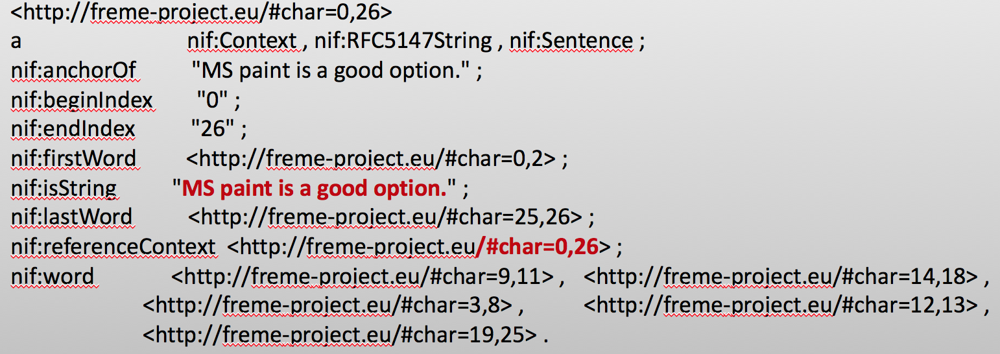 <http://freme-project.eu/#char=0,26>
a nif:Context , nif:RFC5147String , nif:Sentence ;
nif:anchorOf "MS paint is a good option." ;
nif:beginIndex "0" ;
nif:endIndex "26" ;
nif:firstWord <http://freme-project.eu/#char=0,2> ;
nif:isString "MS paint is a good option." ;
nif:lastWord <http://freme-project.eu/#char=25,26> ;
nif:referenceContext <http://freme-project.eu/#char=0,26> ;
nif:word <http://freme-project.eu/#char=9,11> , <http://freme-project.eu/#char=14,18> ,
<http://freme-project.eu/#char=3,8> , <http://freme-project.eu/#char=12,13> ,
<http://freme-project.eu/#char=19,25> .